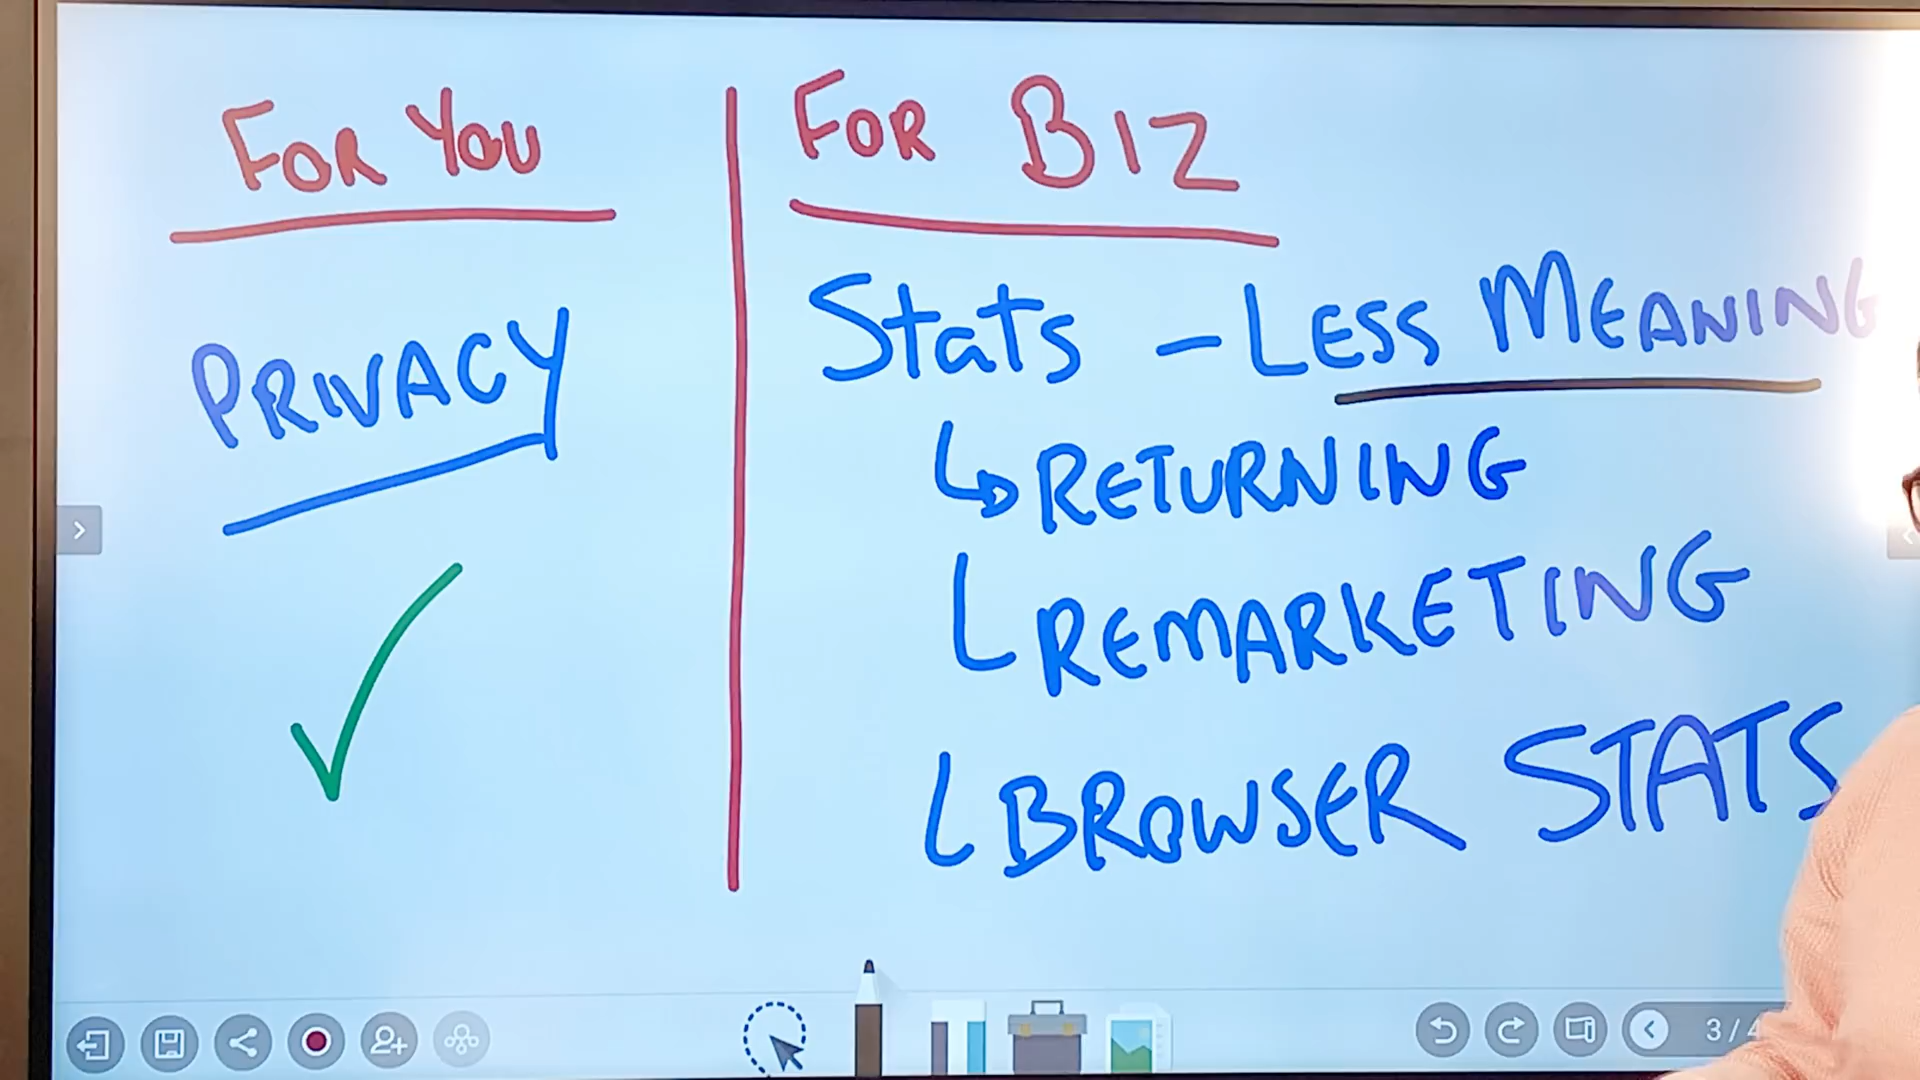 FOR YOU
PRIVACY
FOR BIZ
Stats - LESS MEANING
RETURNING
REMARKETING
BROWSER STATS
3/4